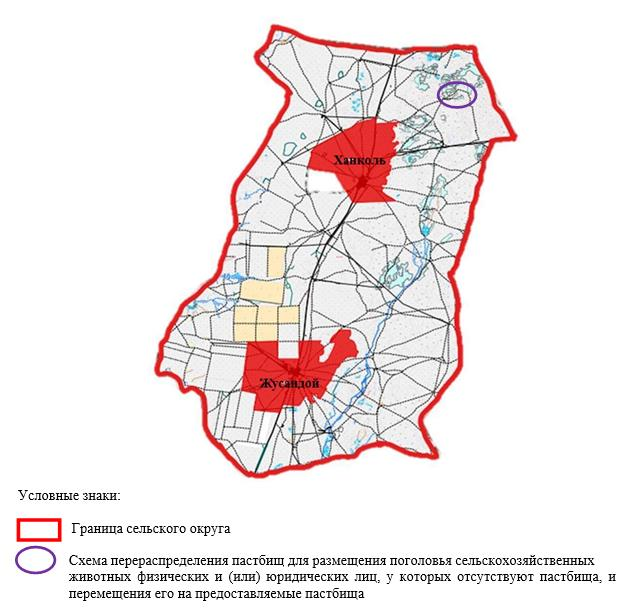 Ханколь
Жусандой
Условные знаки:
Граница сельского округа
Схема перераспределения пастбищ для размещения поголовья сельскохозяйственных
животных физических и (или) юридических лиц, у которых отсутствуют пастбища, и
перемещения его на предоставляемые пастбища